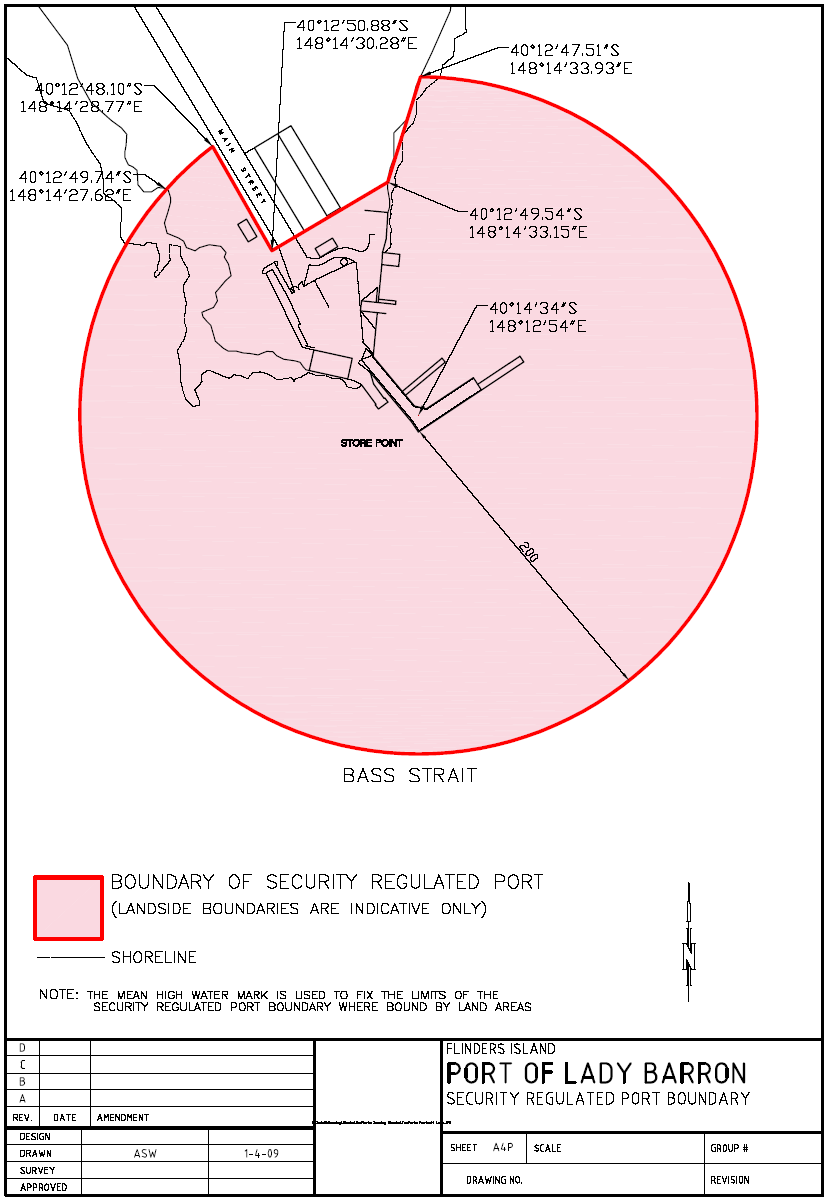 40°12'50.88"S
148°14'30.28"E
40°12'47.51"S
148°14'33.93"E
40°12'48.10"S
148°14'28.77"E
MAIN STREET
40°12'49.74"S
148°14'27.62"E
40°12'49.54"S
148°14'33.15"E
40°14'34"S
148°12'54"E
STORE POINT
200
BASS STRAIT
BOUNDARY OF SECURITY REGULATED PORT
(LANDSIDE BOUNDARIES ARE INDICATIVE ONLY)
SHORELINE
N
NOTE: THE MEAN HIGH WATER MARK IS USED TO FIX THE LIMITS OF THE
SECURITY REGULATED PORT BOUNDARY WHERE BOUND BY LAND AREAS
D
C
B
A
REV. DATE AMENDMENT
DESIGN
DRAWN ASW 1-4-09
SURVEY
APPROVED
FLINDERS ISLAND
PORT OF LADY BARRON
SECURITY REGULATED PORT BOUNDARY
SHEET A4P SCALE GROUP #
DRAWING NO. REVISION